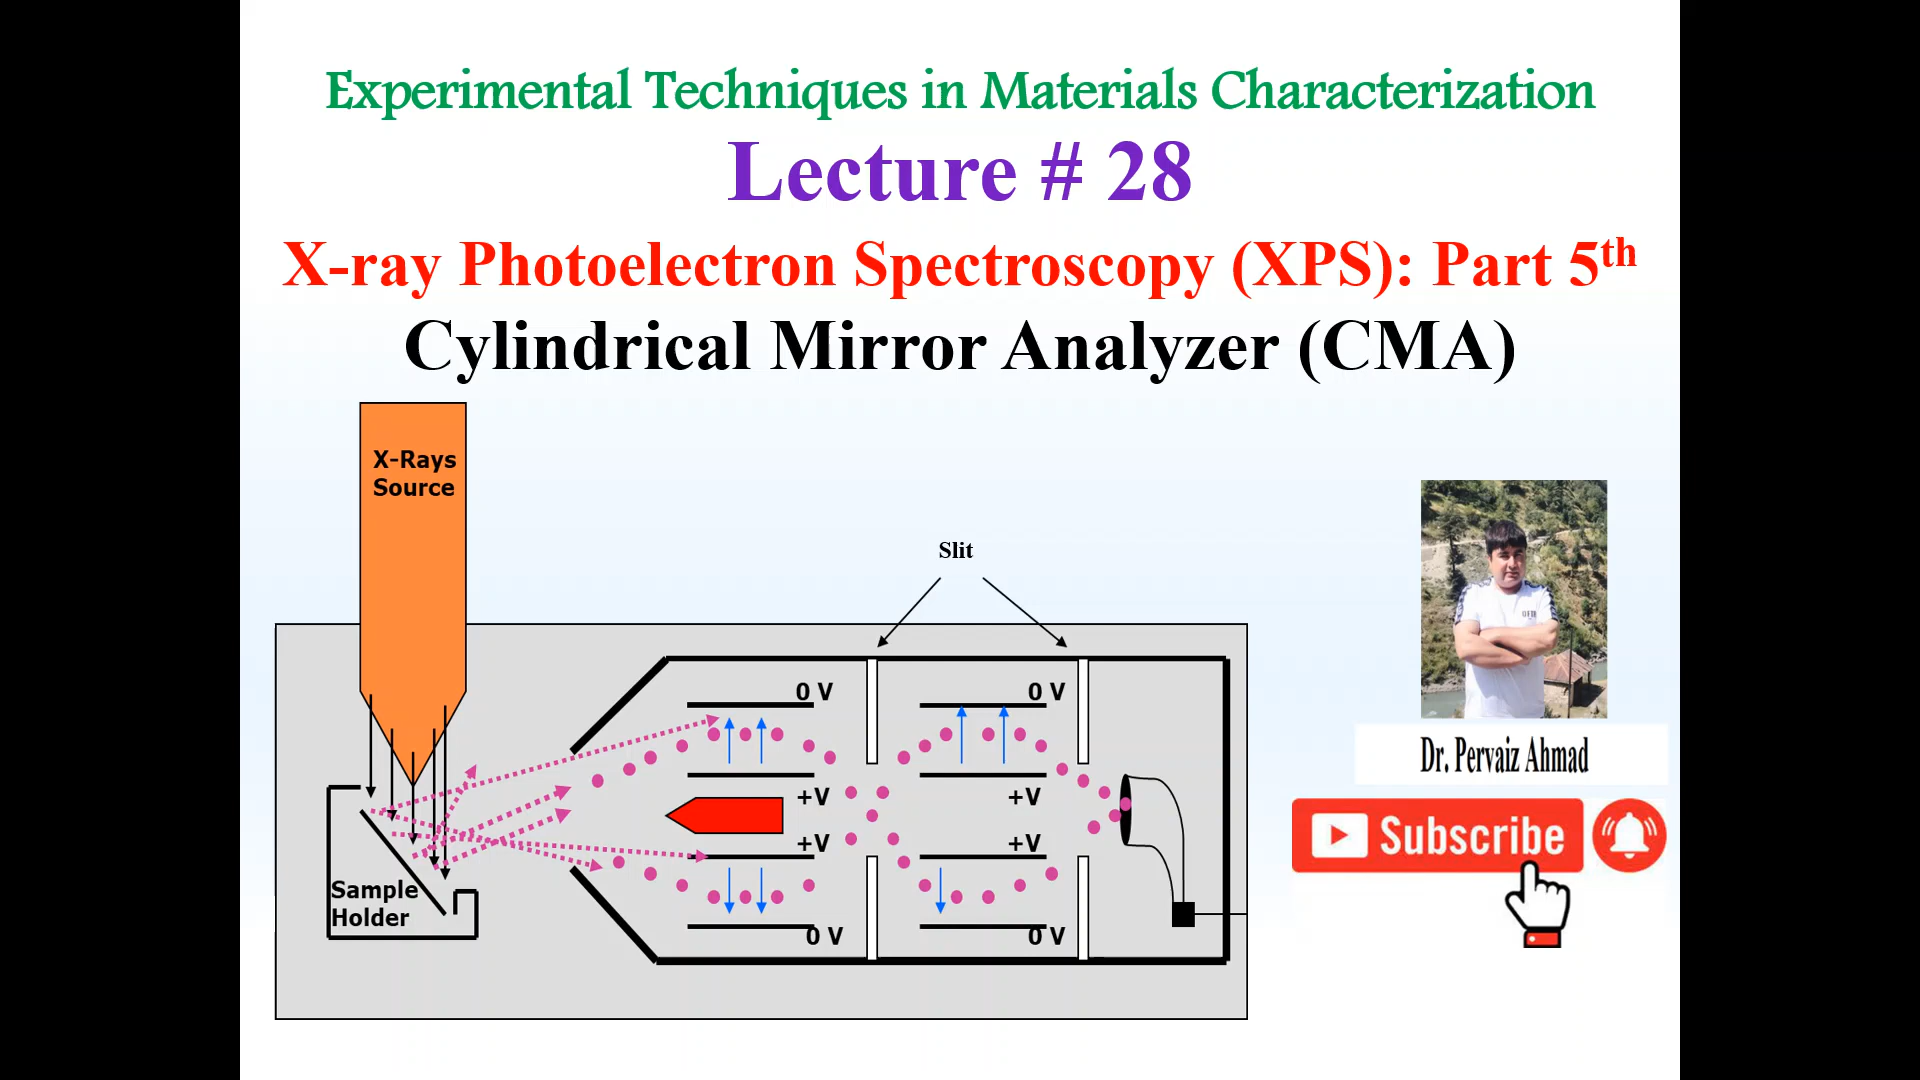 Experimental Techniques in Materials Characterization
Lecture # 28
X-ray Photoelectron Spectroscopy (XPS): Part 5th
Cylindrical Mirror Analyzer (CMA)
X-Rays
Source
Slit
0 V
0 V
+V
+V
+V
+V
Sample
Holder
0 V
0 V
Dr. Pervaiz Ahmad
Subscribe